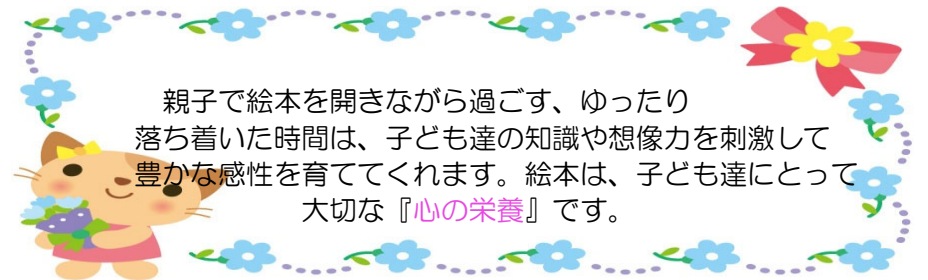 親子で絵本を開きながら過ごす、ゆったり
落ち着いた時間は、子ども達の知識や想像力を刺激して
豊かな感性を育ててくれます。絵本は、子ども達にとって
大切な『心の栄養』です。